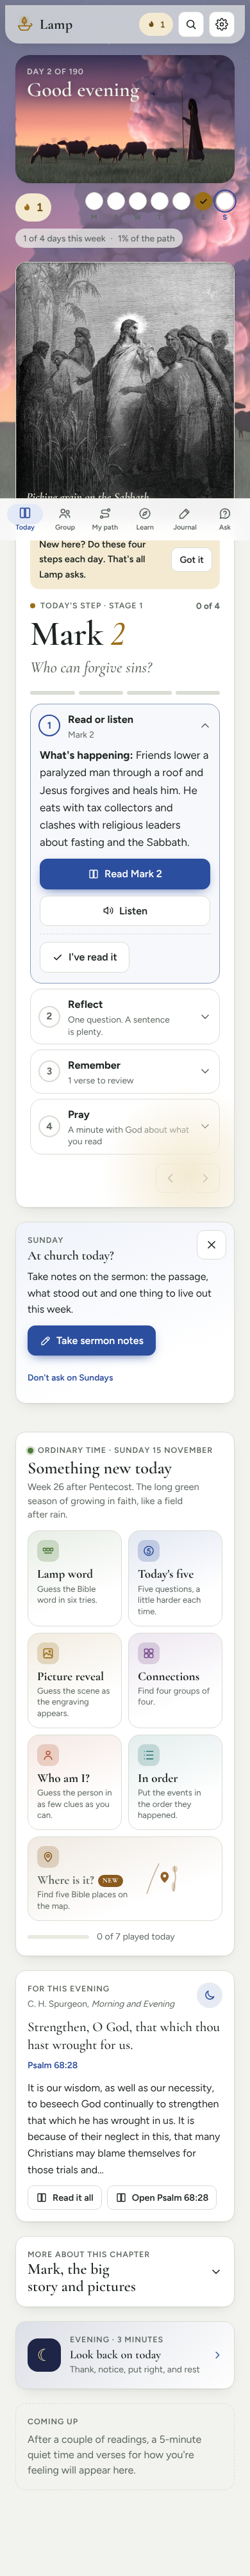 Lamp
1
DAY 2 OF 190
Good evening
1
S
1 of 4 days this week · 1% of the path
Picking grain on the Sabbath
Today
Group
My path
Learn
Journal
Ask
New here? Do these four
steps each day. That's all
Lamp asks.
Got it
TODAY'S STEP · STAGE 1
0 of 4
Mark 2
Who can forgive sins?
1
Read or listen
Mark 2
What's happening: Friends lower a
paralyzed man through a roof and
Jesus forgives and heals him. He
eats with tax collectors and
clashes with religious leaders
about fasting and the Sabbath.
Read Mark 2
Listen
I've read it
2
Reflect
One question. A sentence
is plenty.
3
Remember
1 verse to review
4
Pray
A minute with God about what
you read
SUNDAY
At church today?
Take notes on the sermon: the passage,
what stood out and one thing to live out
this week.
Take sermon notes
Don't ask on Sundays
ORDINARY TIME · SUNDAY 15 NOVEMBER
Something new today
Week 26 after Pentecost. The long green
season of growing in faith, like a field
after rain.
Lamp word
Guess the Bible
word in six tries.
5
Today's five
Five questions, a
little harder each
time.
Picture reveal
Guess the scene as
the engraving
appears.
Connections
Find four groups of
four.
Who am I?
Guess the person in
as few clues as you
can.
In order
Put the events in
the order they
happened.
Where is it? NEW
Find five Bible places on
the map.
0 of 7 played today
FOR THIS EVENING
C. H. Spurgeon, Morning and Evening
Strengthen, O God, that which thou
hast wrought for us.
Psalm 68:28
It is our wisdom, as well as our necessity,
to beseech God continually to strengthen
that which he has wrought in us. It is
because of their neglect in this, that many
Christians may blame themselves for
those trials and…
Read it all
Open Psalm 68:28
MORE ABOUT THIS CHAPTER
Mark, the big
story and pictures
EVENING · 3 MINUTES
Look back on today
Thank, notice, put right, and rest
COMING UP
After a couple of readings, a 5-minute
quiet time and verses for how you're
feeling will appear here.